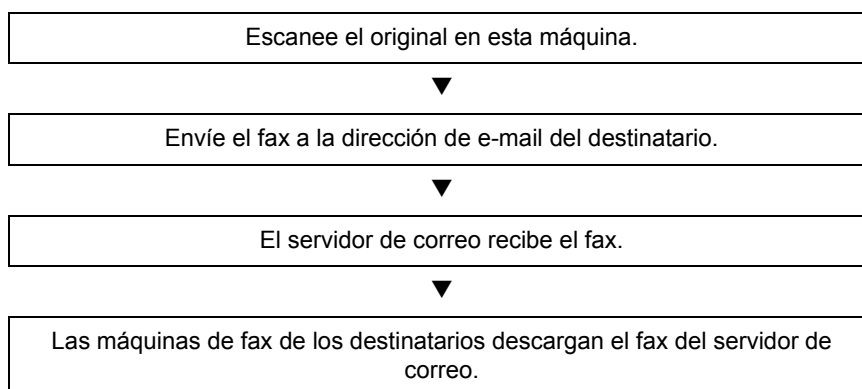 Escanee el original en esta máquina.
▼
Envíe el fax a la dirección de e-mail del destinatario.
▼
El servidor de correo recibe el fax.
▼
Las máquinas de fax de los destinatarios descargan el fax del servidor de
correo.